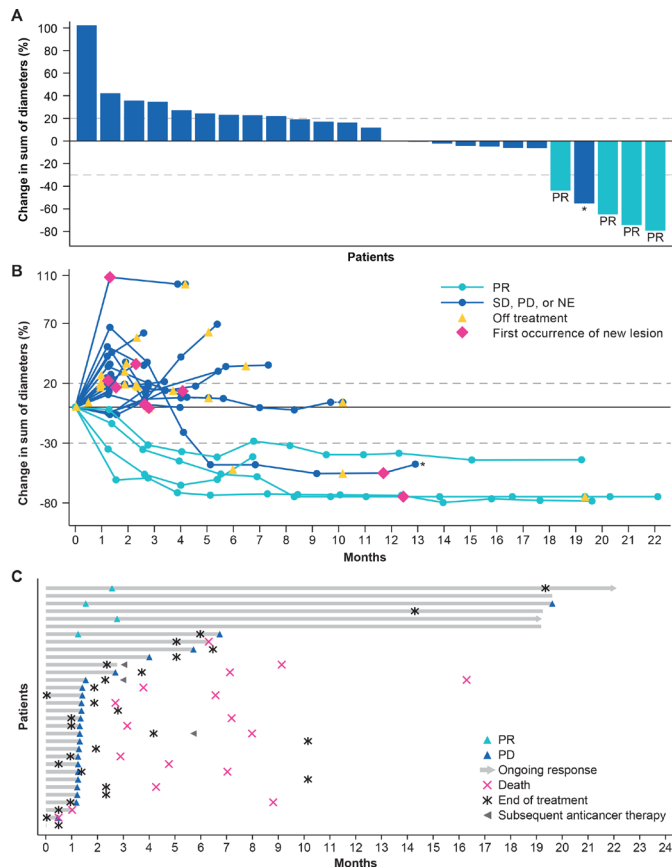 A
Change in sum of diameters (%)
100
80
60
40
20
0
-20
-40
-60
-80
PR
*
PR
PR
PR
Patients
B
Change in sum of diameters (%)
110
70
20
0
-30
-80
PR
SD, PD, or NE
Off treatment
First occurrence of new lesion
*
0 1 2 3 4 5 6 7 8 9 10 11 12 13 14 15 16 17 18 19 20 21 22
Months
C
Patients
PR
PD
Ongoing response
Death
End of treatment
Subsequent anticancer therapy
0 1 2 3 4 5 6 7 8 9 10 11 12 13 14 15 16 17 18 19 20 21 22 23 24
Months